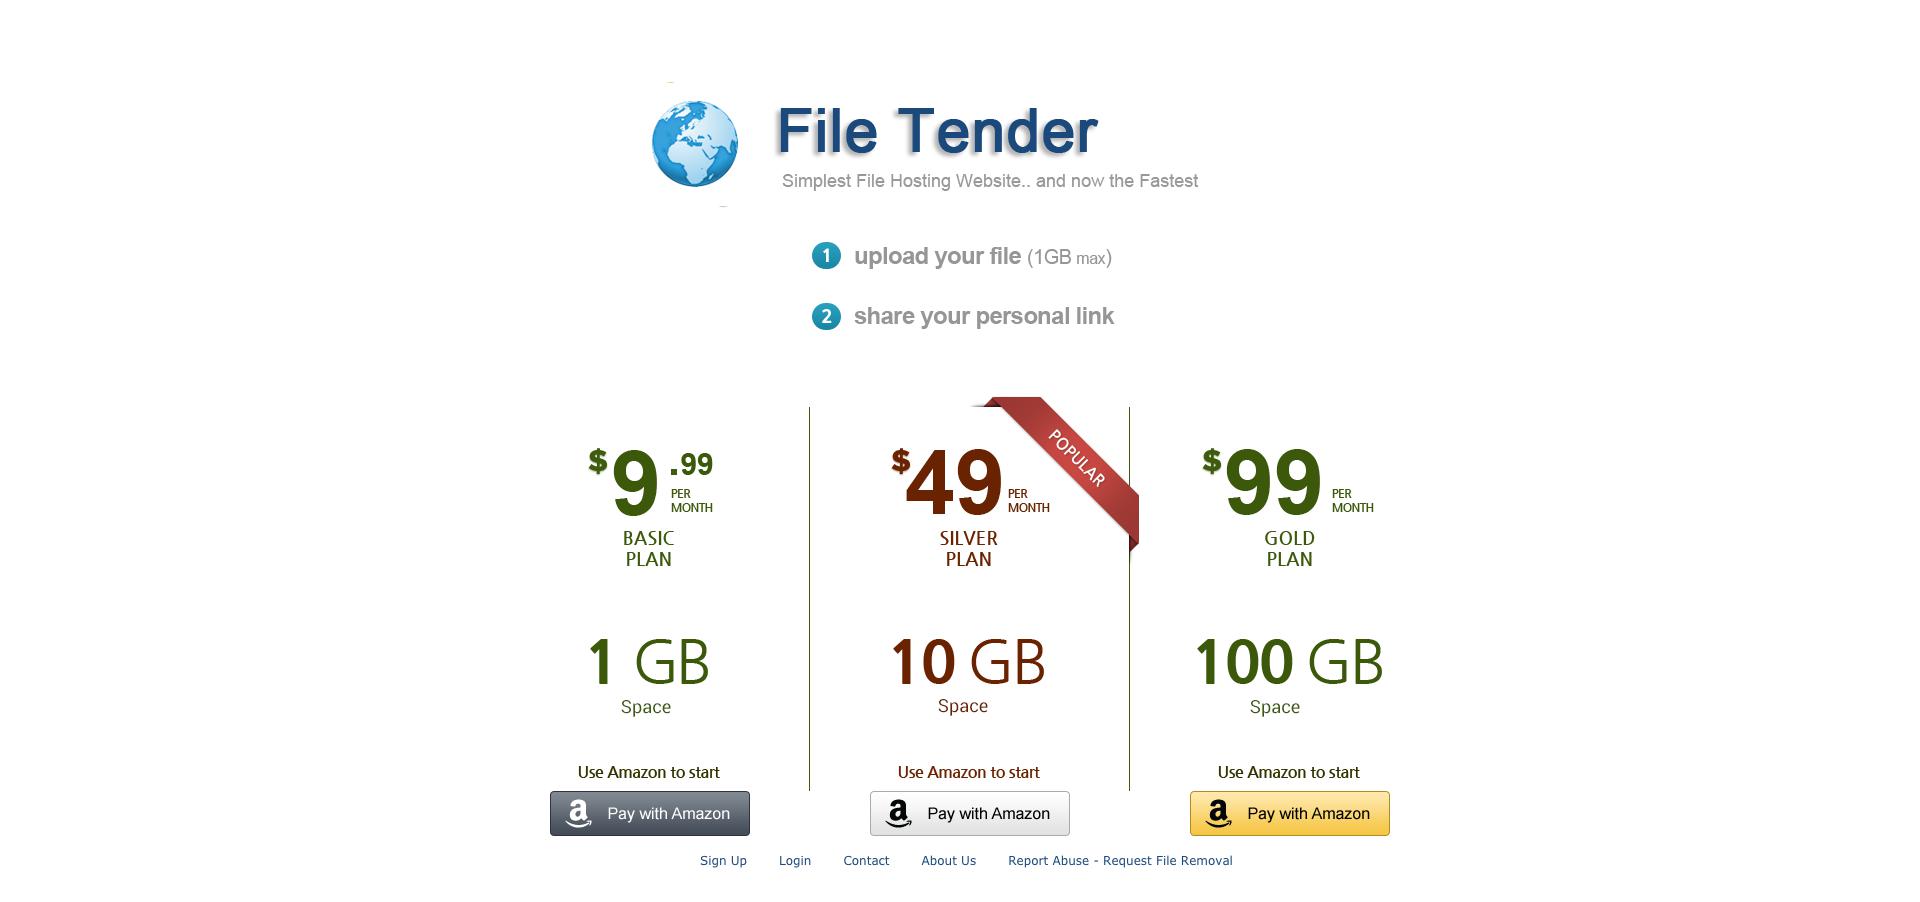 File Tender
Simplest File Hosting Website.. and now the Fastest
1 upload your file (1GB max)
2 share your personal link
$9.99 PER MONTH
BASIC PLAN
1 GB
Space
Use Amazon to start
Pay with Amazon
POPULAR
$49 PER MONTH
SILVER PLAN
10 GB
Space
Use Amazon to start
Pay with Amazon
$99 PER MONTH
GOLD PLAN
100 GB
Space
Use Amazon to start
Pay with Amazon
Sign Up Login Contact About Us Report Abuse - Request File Removal